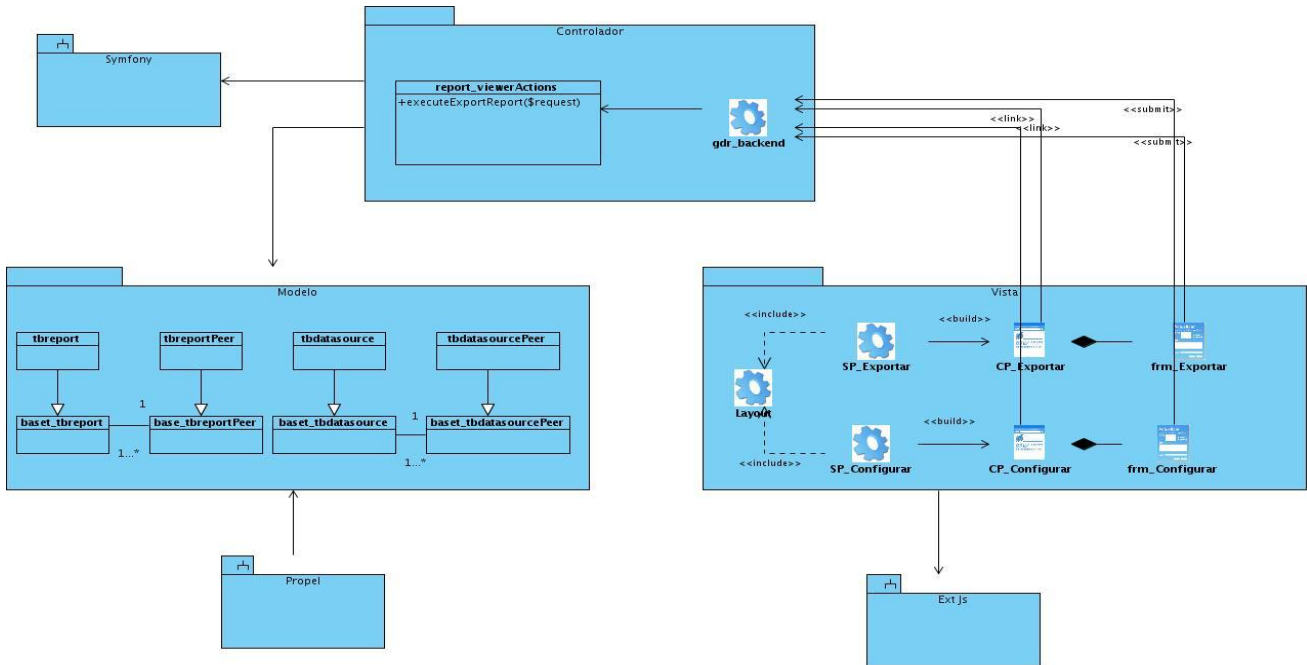 Controlador
Symfony
report_viewerActions
+executeExportReport($request)
gdr_backend
<<submit>>
<<link>>
<<link>>
<<submit>>
Modelo
tbreport
tbreportPeer
tbdatasource
tbdatasourcePeer
1
1
baset_tbreport
base_tbreportPeer
baset_tbdatasource
baset_tbdatasourcePeer
1...*
1...*
Propel
Vista
<<include>>
<<build>>
SP_Exportar
CP_Exportar
frm_Exportar
Layout
<<build>>
<<include>>
SP_Configurar
CP_Configurar
frm_Configurar
Ext Js